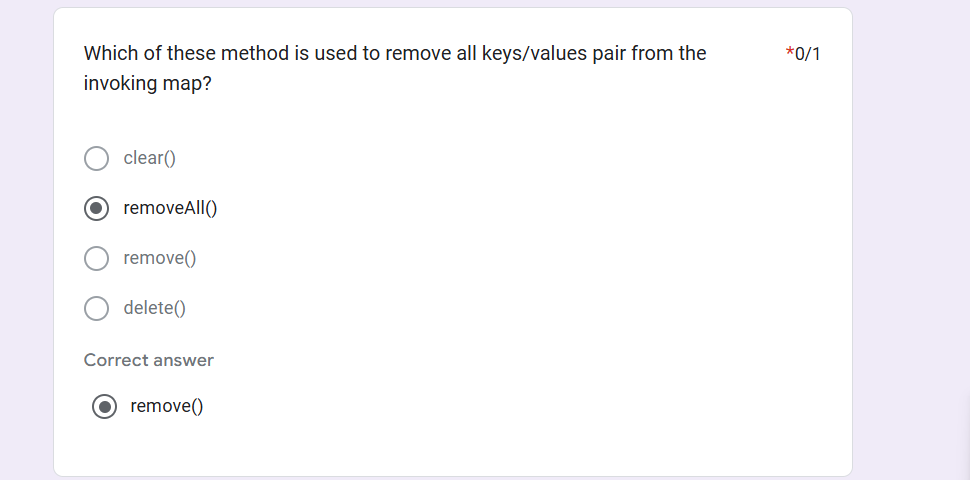 Which of these method is used to remove all keys/values pair from the
*0/1
invoking map?
clear()
removeAll()
remove()
delete()
Correct answer
remove()